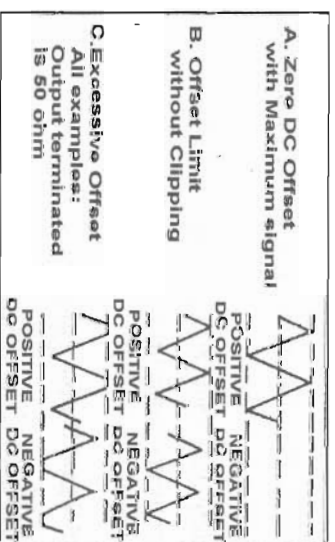 A. Zero DC Offset
with Maximum signal
POSITIVE NEGATIVE
DC OFFSET DC OFFSET
B. Offset Limit
without Clipping
POSITIVE NEGATIVE
DC OFFSET DC OFFSET
C.Excessive Offset
All examples:
Output terminated
is 50 ohm
POSITIVE NEGATIVE
DC OFFSET DC OFFSET